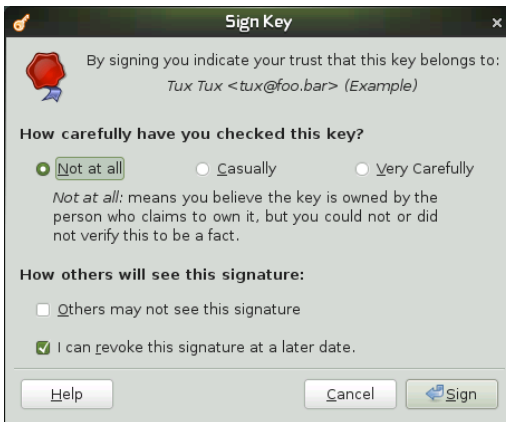 Sign Key
By signing you indicate your trust that this key belongs to:
Tux Tux <tux@foo.bar> (Example)
How carefully have you checked this key?
Not at all Casually Very Carefully
Not at all: means you believe the key is owned by the
person who claims to own it, but you could not or did
not verify this to be a fact.
How others will see this signature:
Others may not see this signature
I can revoke this signature at a later date.
Help Cancel Sign